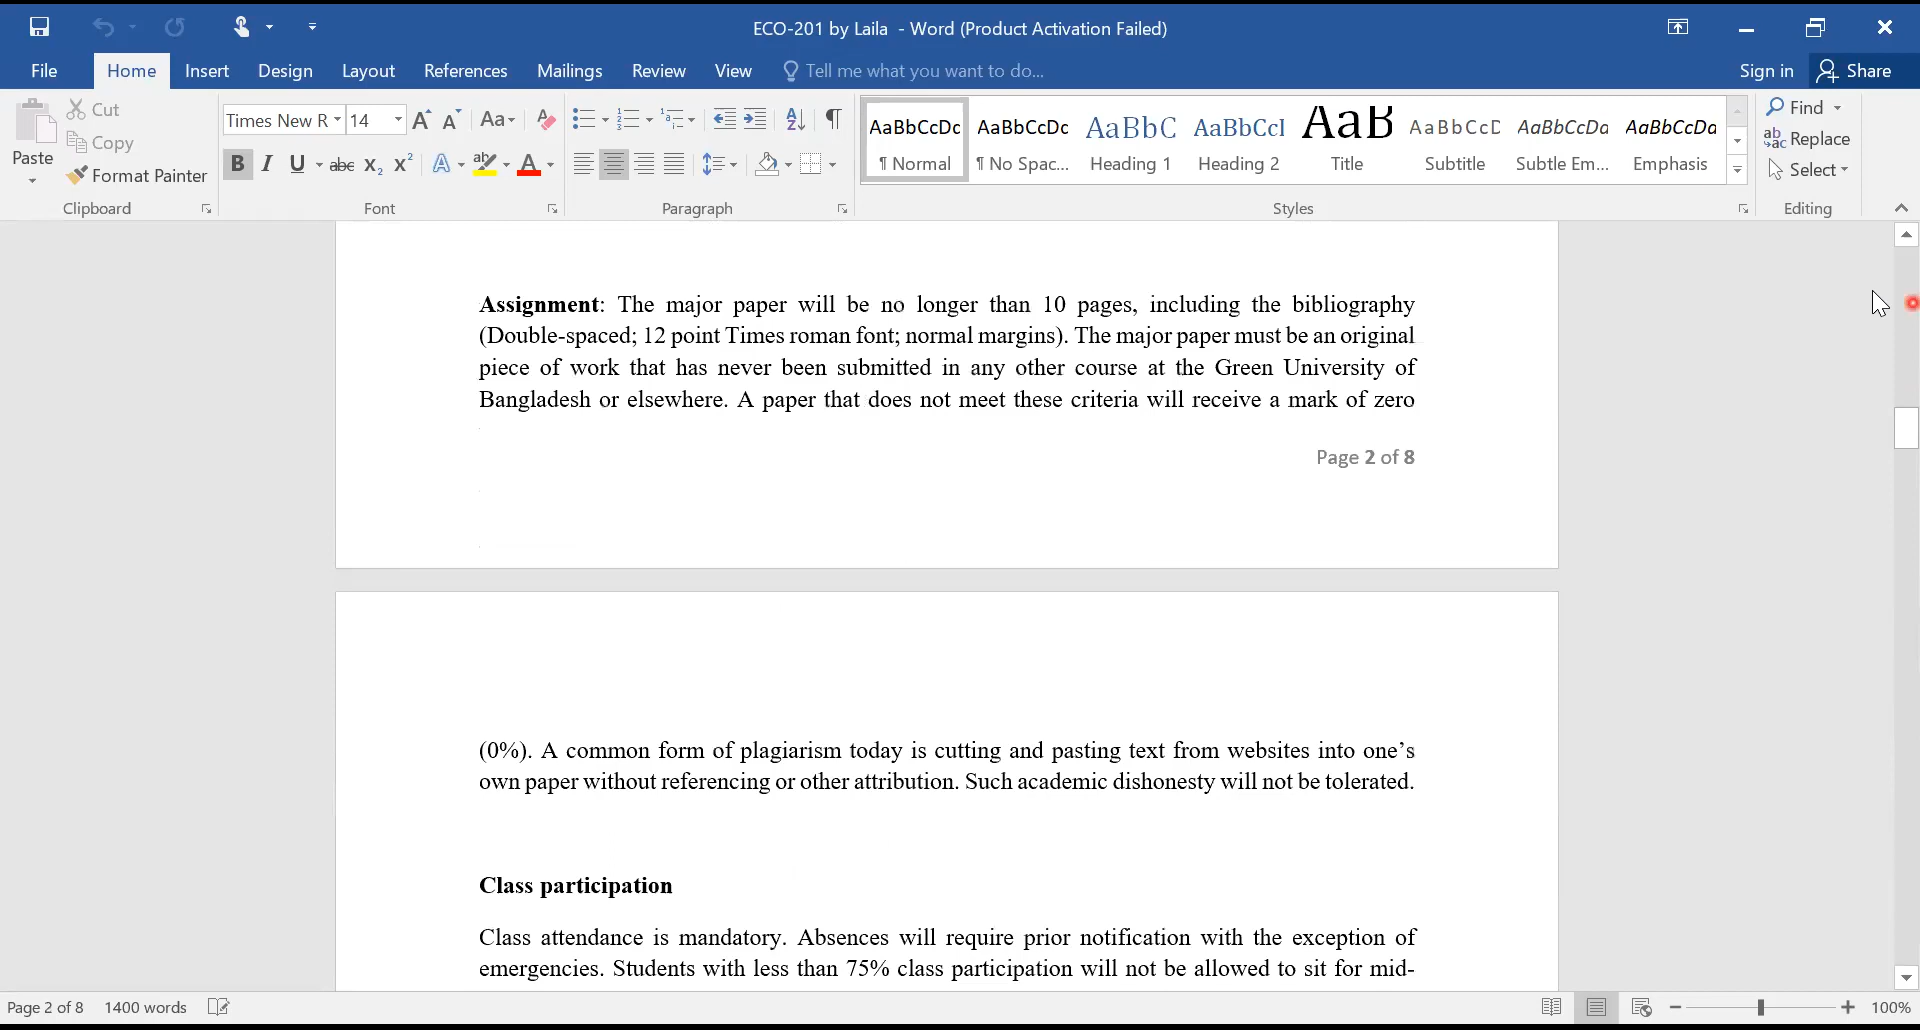 ECO-201 by Laila - Word (Product Activation Failed)
File Home Insert Design Layout References Mailings Review View Tell me what you want to do... Sign in Share
Paste Cut Copy Format Painter
Times New R 14 Aa
B I U abc X₂ X² A ab A
AaBbCcDc AaBbCcDc AaBbC AaBbCcI AaB AaBbCcD AaBbCcDa AaBbCcDa
¶ Normal ¶ No Spac... Heading 1 Heading 2 Title Subtitle Subtle Em... Emphasis
Find Replace Select
Clipboard Font Paragraph Styles Editing
Assignment: The major paper will be no longer than 10 pages, including the bibliography
(Double-spaced; 12 point Times roman font; normal margins). The major paper must be an original
piece of work that has never been submitted in any other course at the Green University of
Bangladesh or elsewhere. A paper that does not meet these criteria will receive a mark of zero
Page 2 of 8
(0%). A common form of plagiarism today is cutting and pasting text from websites into one’s
own paper without referencing or other attribution. Such academic dishonesty will not be tolerated.
Class participation
Class attendance is mandatory. Absences will require prior notification with the exception of
emergencies. Students with less than 75% class participation will not be allowed to sit for mid-
Page 2 of 8 1400 words 100%